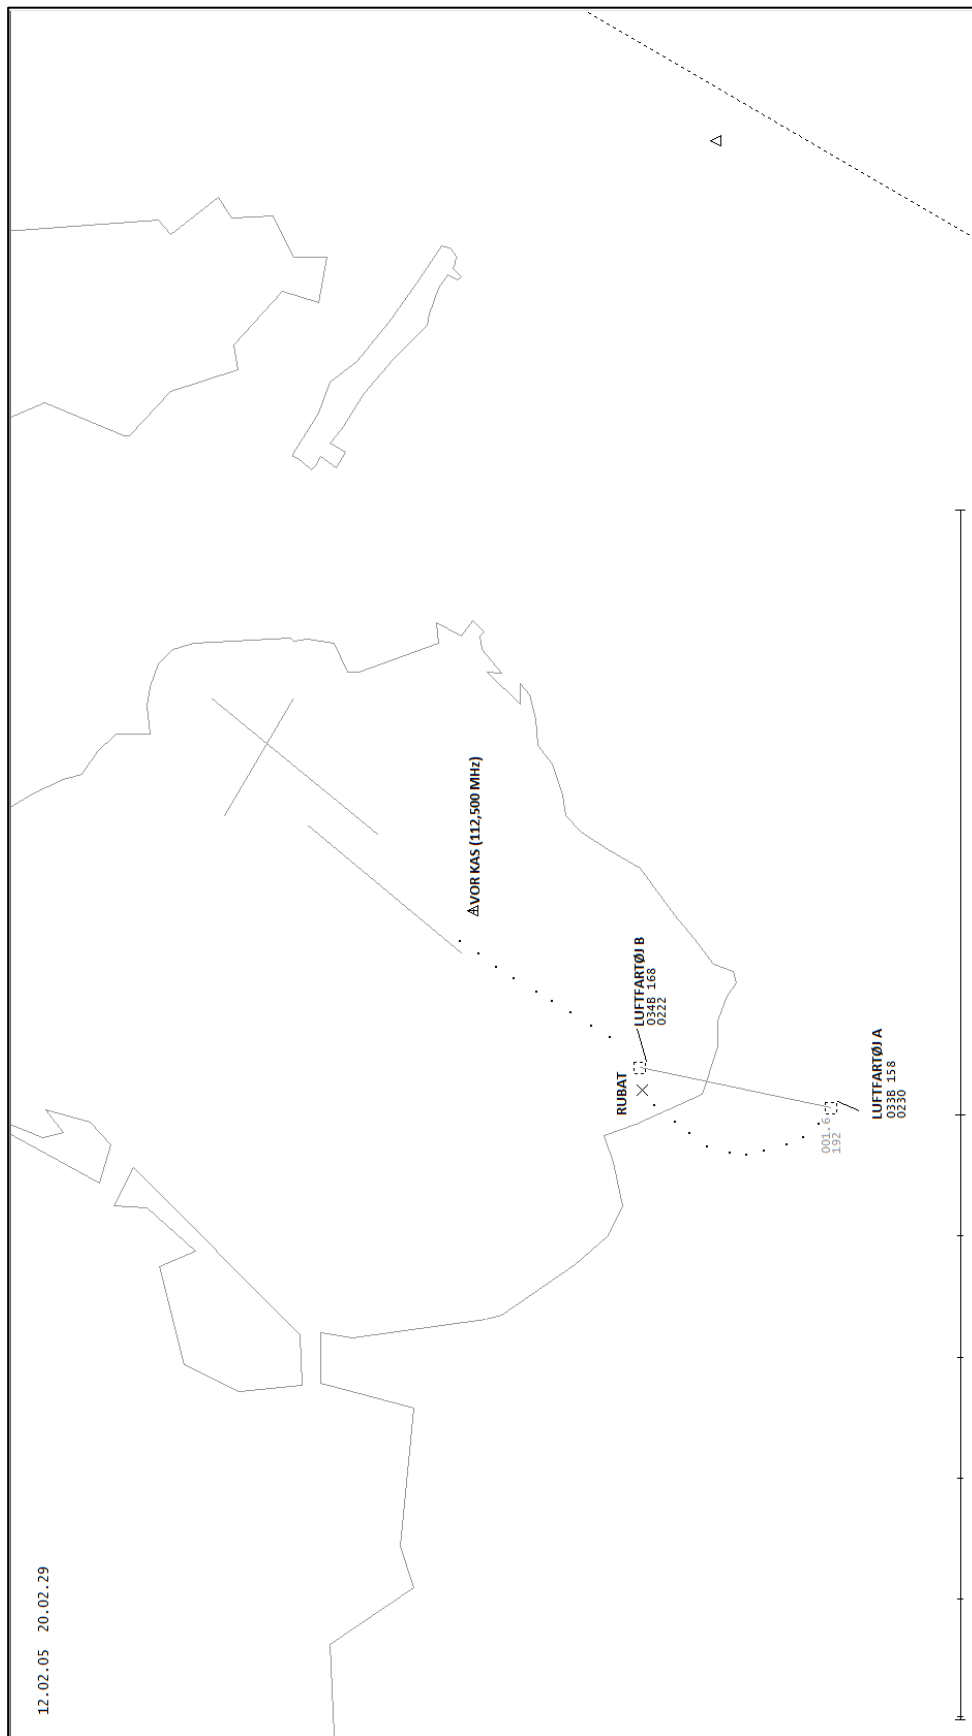 12.02.05 20.02.29
VOR KAS (112,500 MHz)
RUBAT
LUFTFARTØJ B
034B 168
0222
001.6
192
LUFTFARTØJ A
033B 158
0230